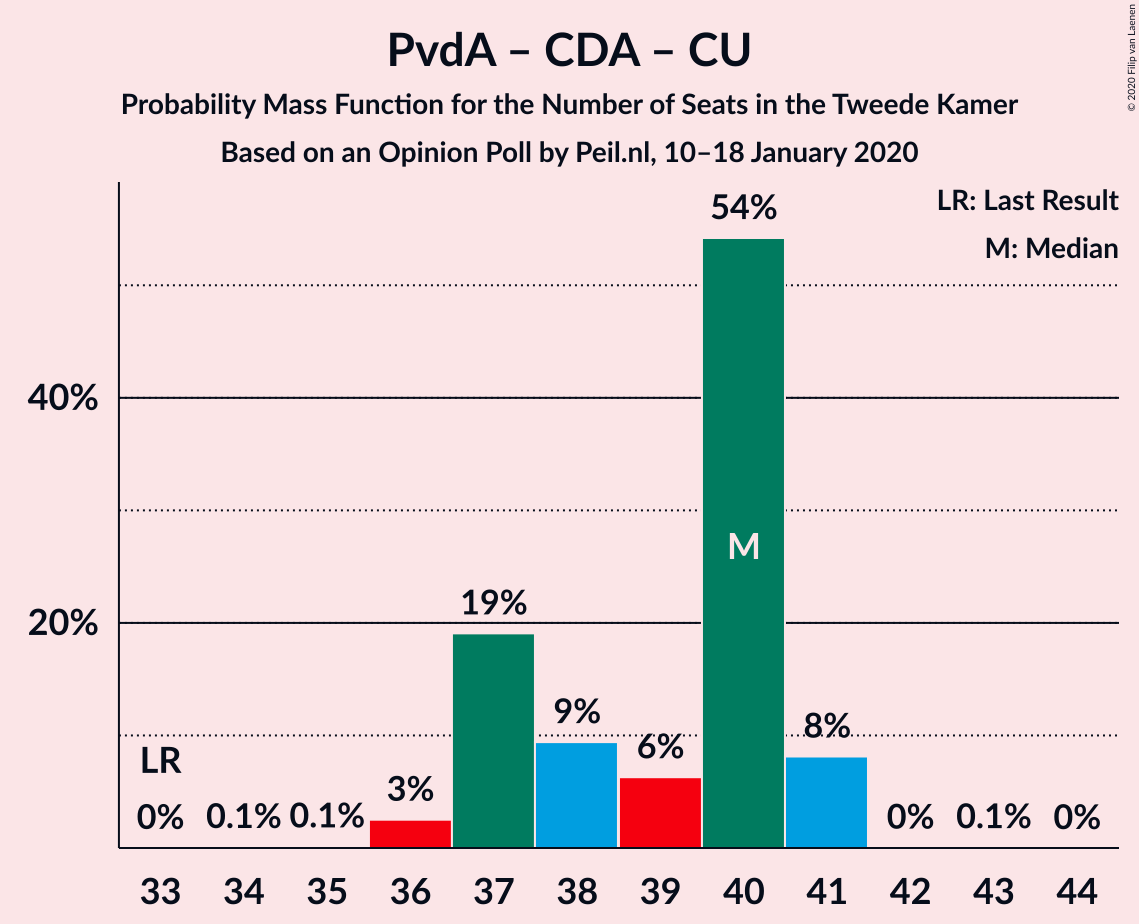 PvdA – CDA – CU
Probability Mass Function for the Number of Seats in the Tweede Kamer
Based on an Opinion Poll by Peil.nl, 10–18 January 2020
© 2020 Filip van Laenen
LR: Last Result
M: Median
54%
40%
M
20%
19%
9%
8%
6%
LR
3%
0% 0.1% 0.1% 0% 0.1% 0%
33 34 35 36 37 38 39 40 41 42 43 44